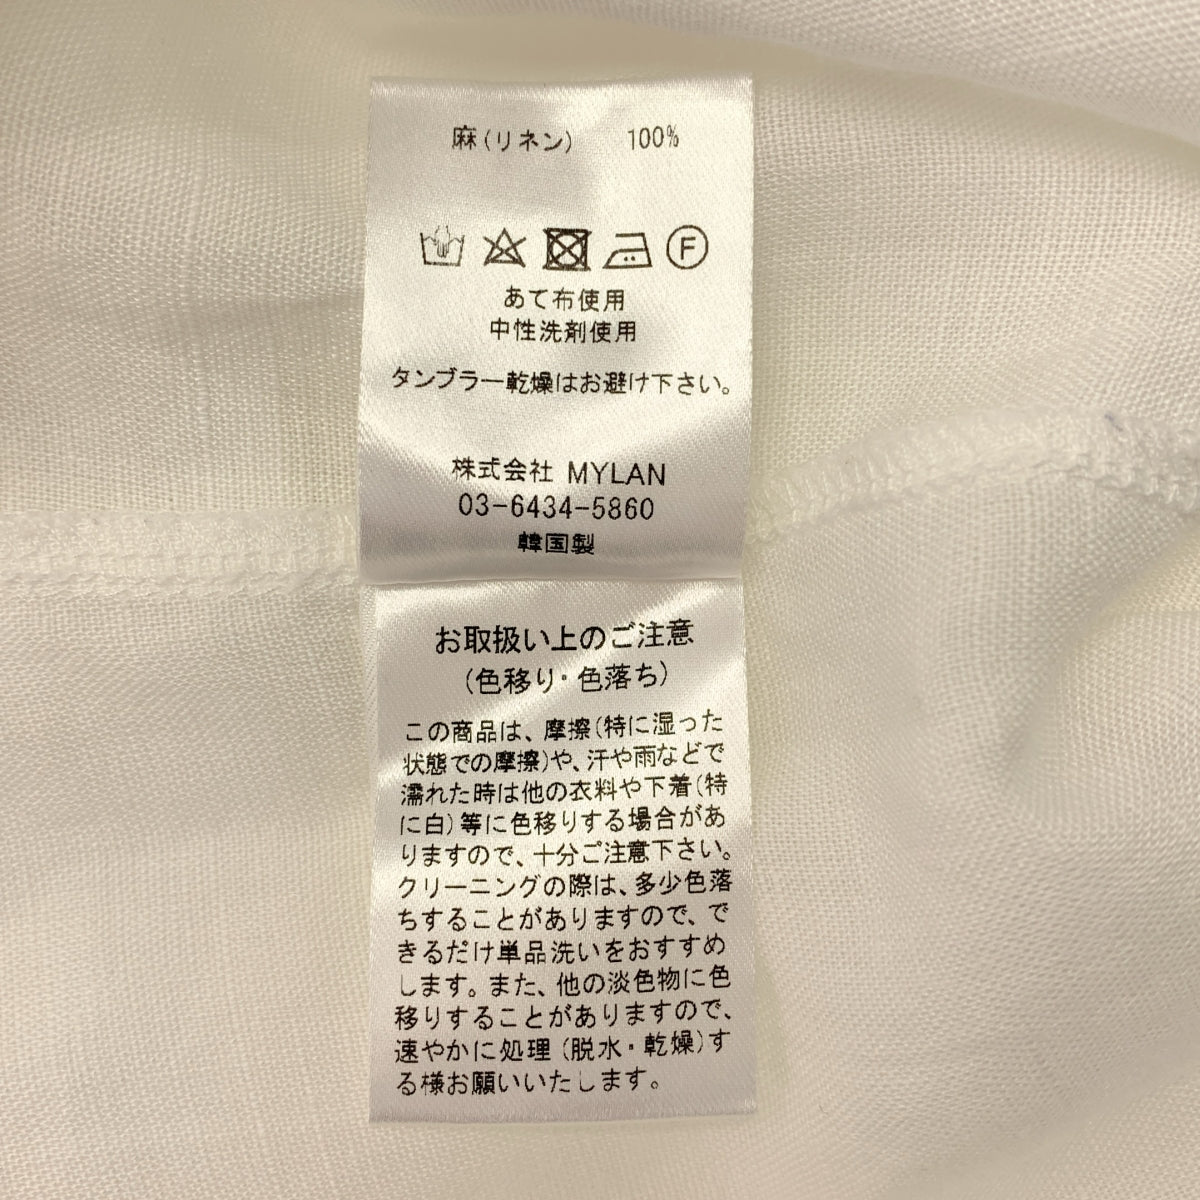 麻(リネン) 100%
F
あて布使用
中性洗剤使用
タンブラー乾燥はお避け下さい。
株式会社 MYLAN
03-6434-5860
韓国製
お取扱い上のご注意
(色移り・色落ち)
この商品は、摩擦(特に湿った
状態での摩擦)や、汗や雨などで
濡れた時は他の衣料や下着(特
に白)等に色移りする場合があ
りますので、十分ご注意下さい。
クリーニングの際は、多少色落
ちすることがありますので、で
きるだけ単品洗いをおすすめ
します。また、他の淡色物に色
移りすることがありますので、
速やかに処理(脱水・乾燥)す
る様お願いいたします。